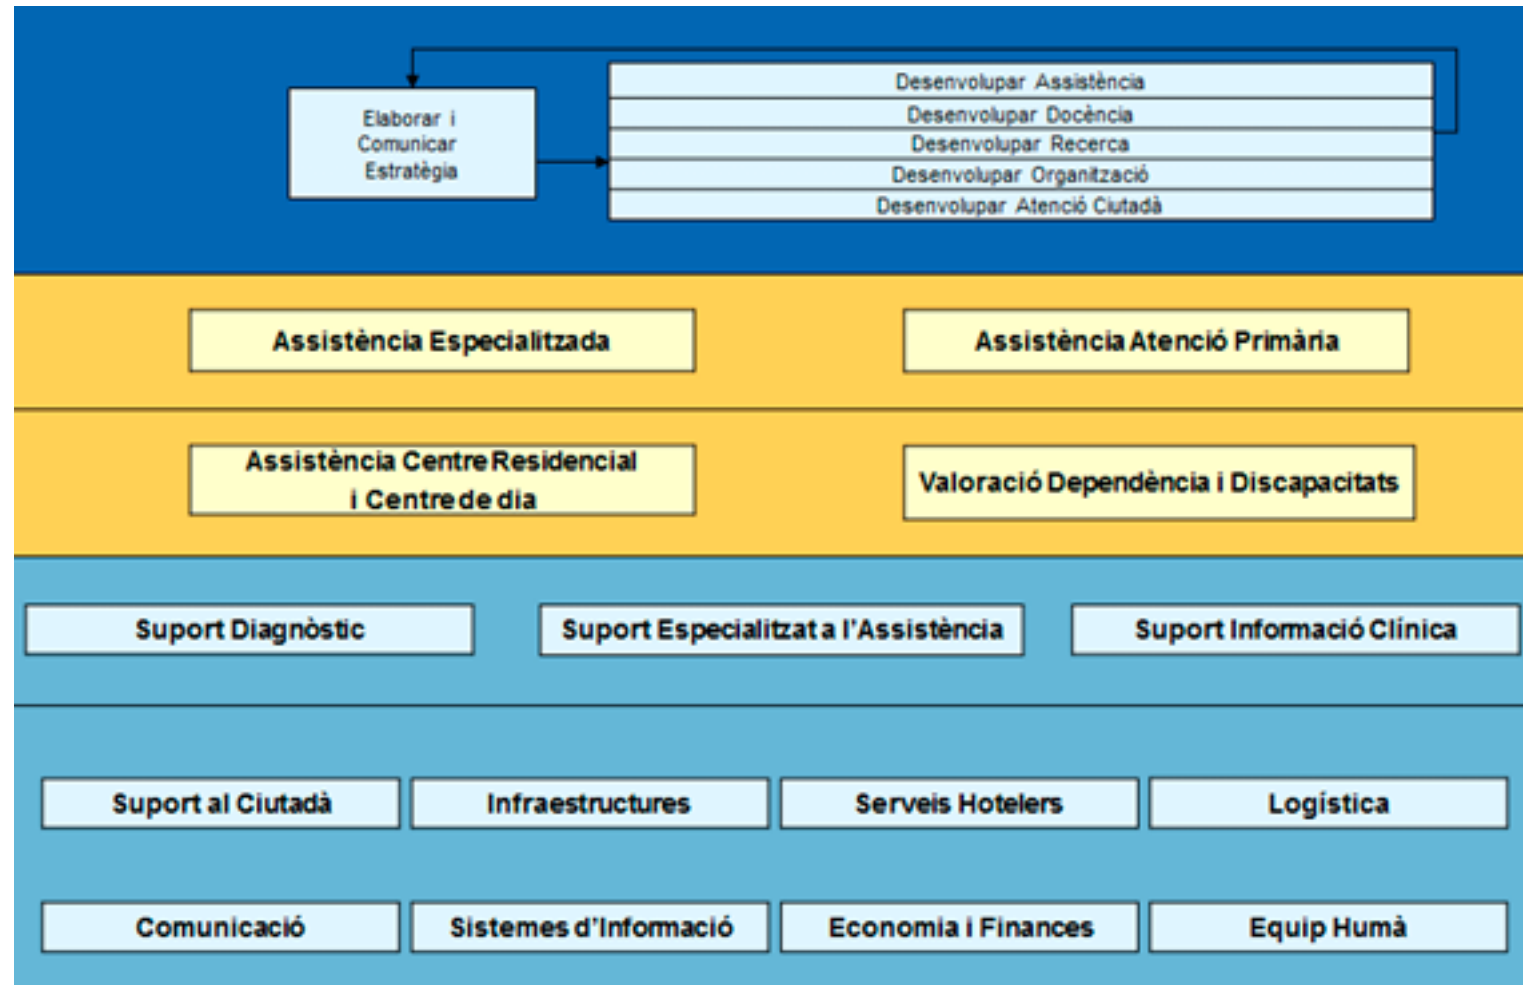 Elaborar i
Comunicar
Estratègia
Desenvolupar Assistència
Desenvolupar Docència
Desenvolupar Recerca
Desenvolupar Organització
Desenvolupar Atenció Ciutadà
Assistència Especialitzada
Assistència Atenció Primària
Assistència Centre Residencial
i Centre de dia
Valoració Dependència i Discapacitats
Suport Diagnòstic
Suport Especialitzat a l'Assistència
Suport Informació Clínica
Suport al Ciutadà
Infraestructures
Serveis Hotelers
Logística
Comunicació
Sistemes d'Informació
Economia i Finances
Equip Humà